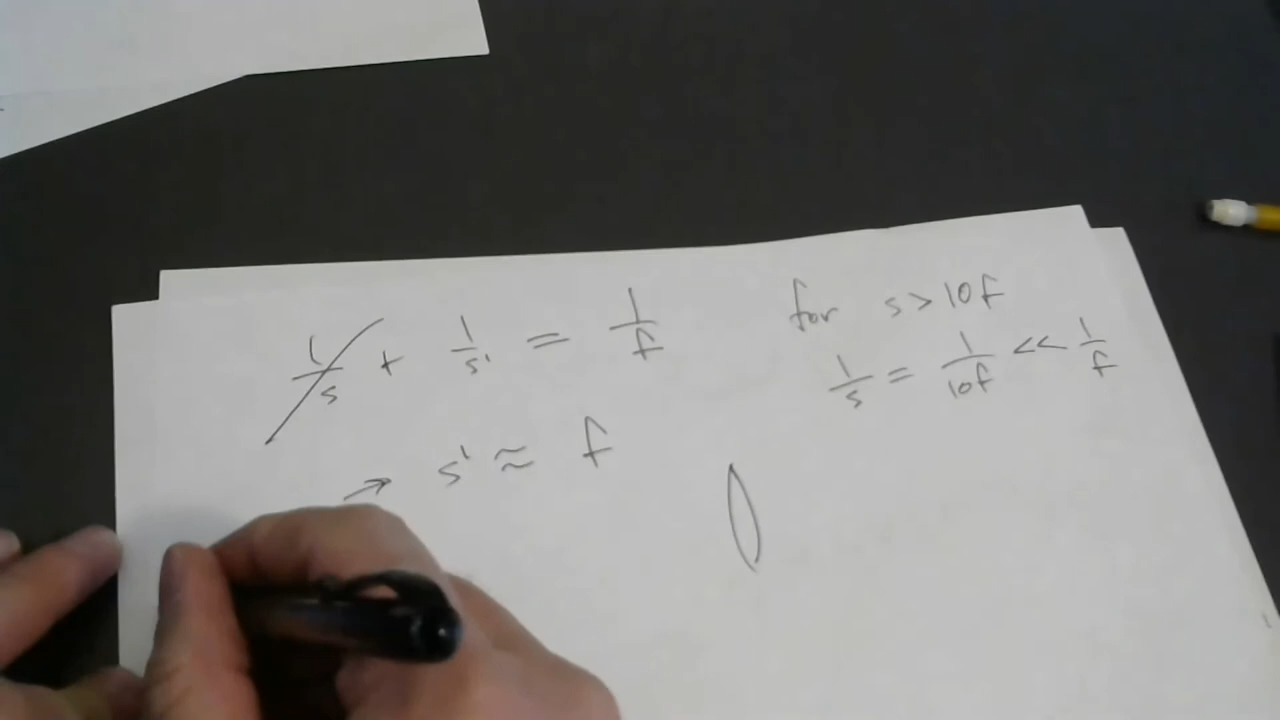 1/s + 1/s' = 1/f
for s > 10f
1/s = 1/10f << 1/f
→ s' ≈ f